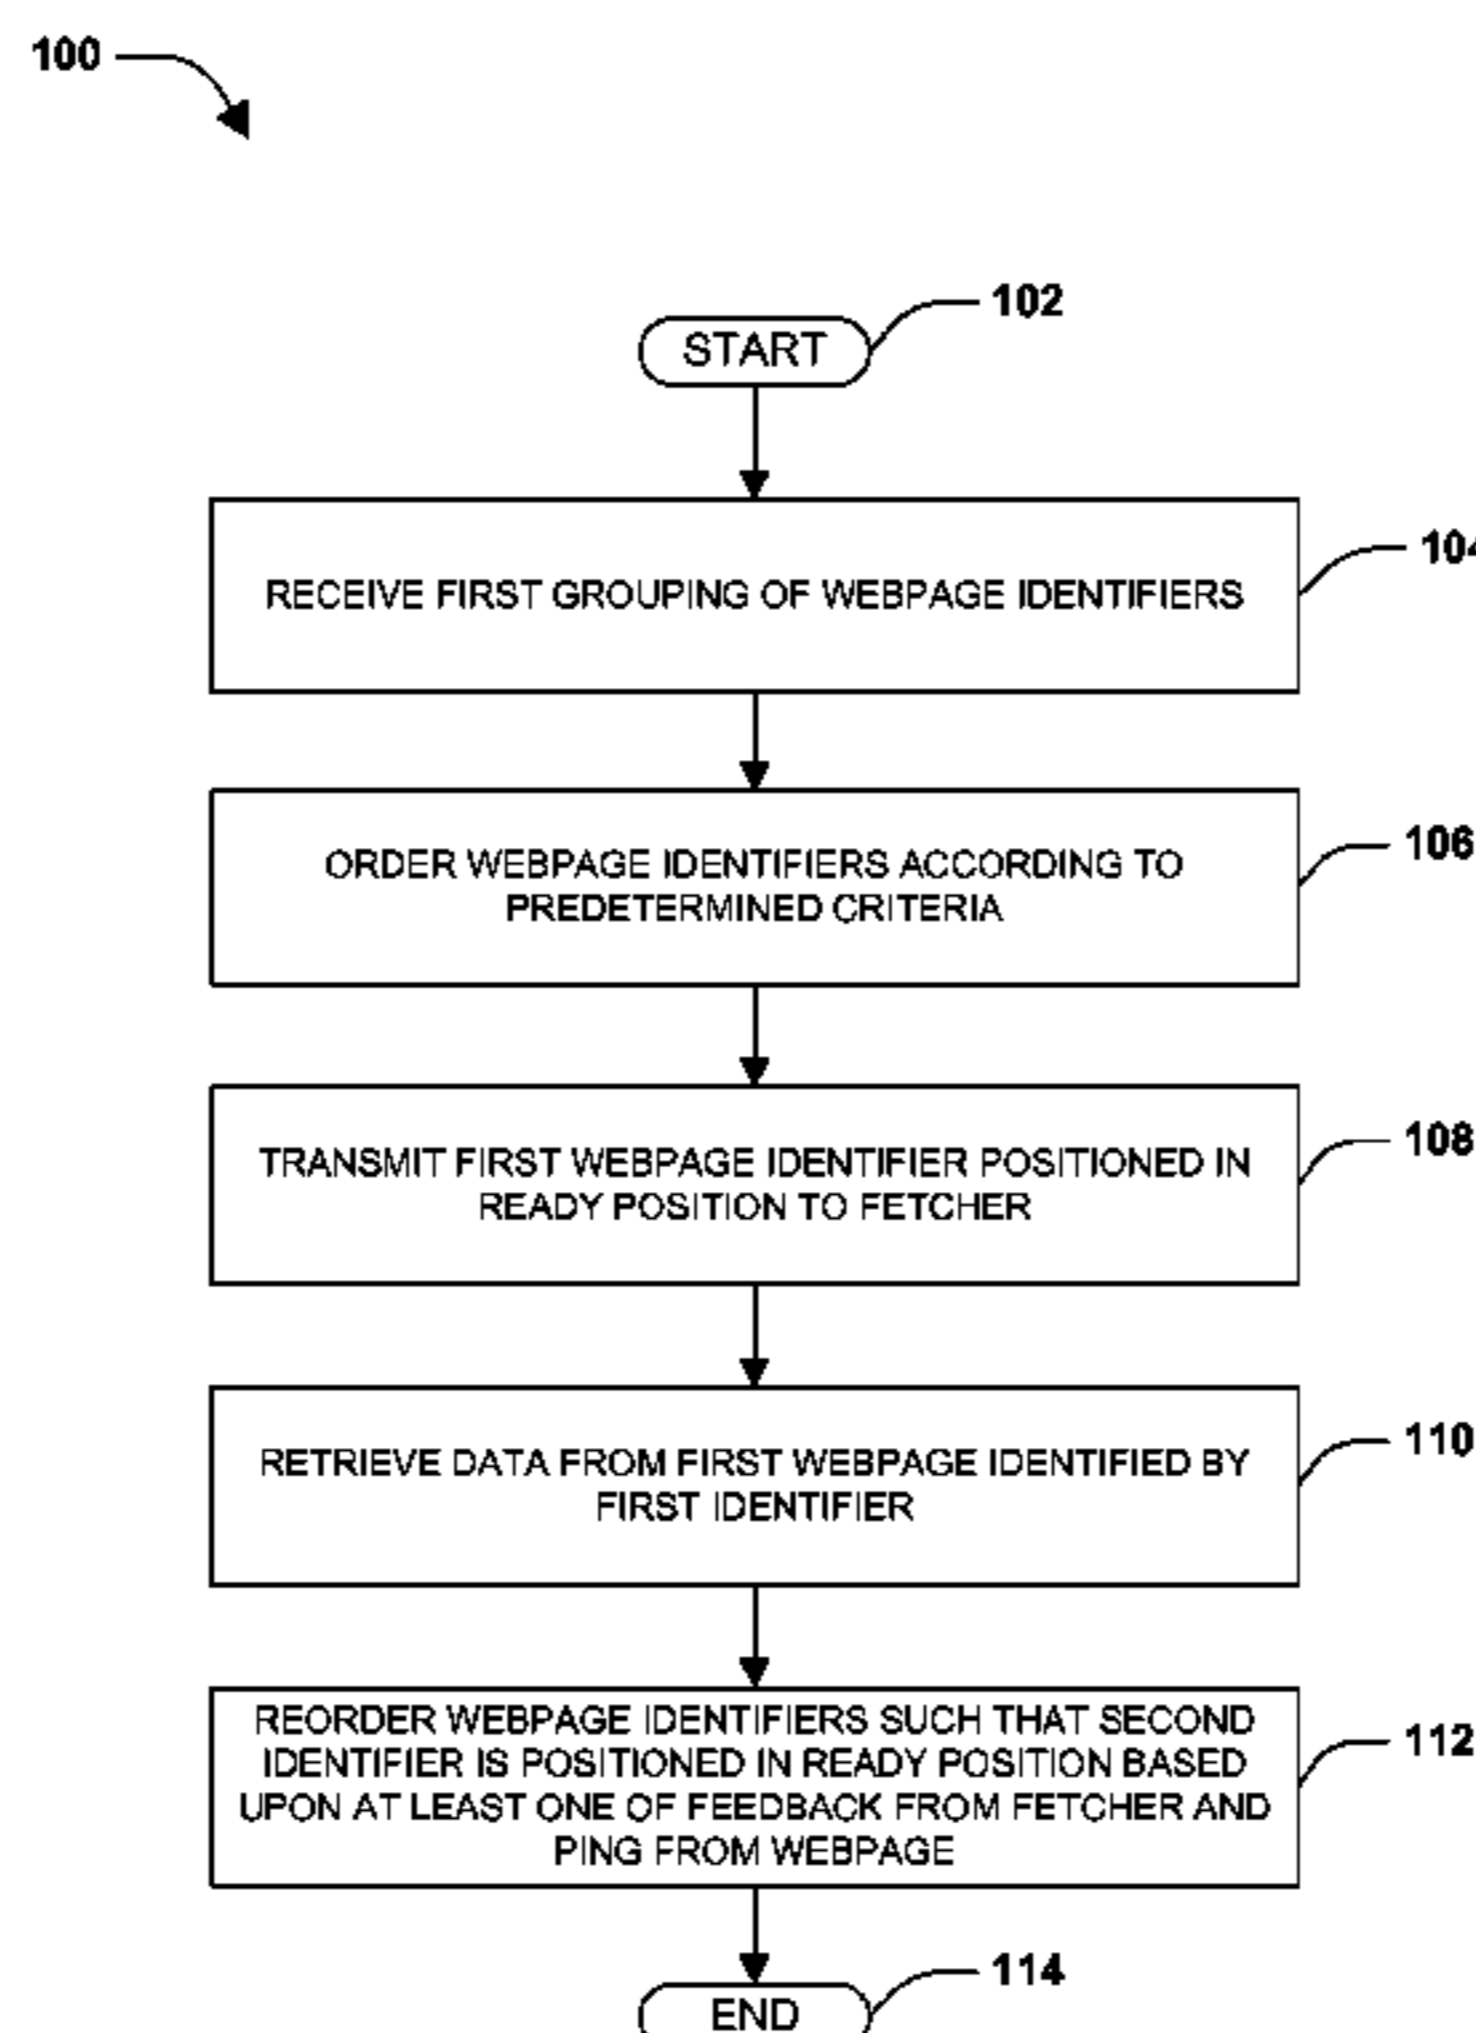 100
102
START
RECEIVE FIRST GROUPING OF WEBPAGE IDENTIFIERS
104
ORDER WEBPAGE IDENTIFIERS ACCORDING TO
PREDETERMINED CRITERIA
106
TRANSMIT FIRST WEBPAGE IDENTIFIER POSITIONED IN
READY POSITION TO FETCHER
108
RETRIEVE DATA FROM FIRST WEBPAGE IDENTIFIED BY
FIRST IDENTIFIER
110
REORDER WEBPAGE IDENTIFIERS SUCH THAT SECOND
IDENTIFIER IS POSITIONED IN READY POSITION BASED
UPON AT LEAST ONE OF FEEDBACK FROM FETCHER AND
PING FROM WEBPAGE
112
114
END